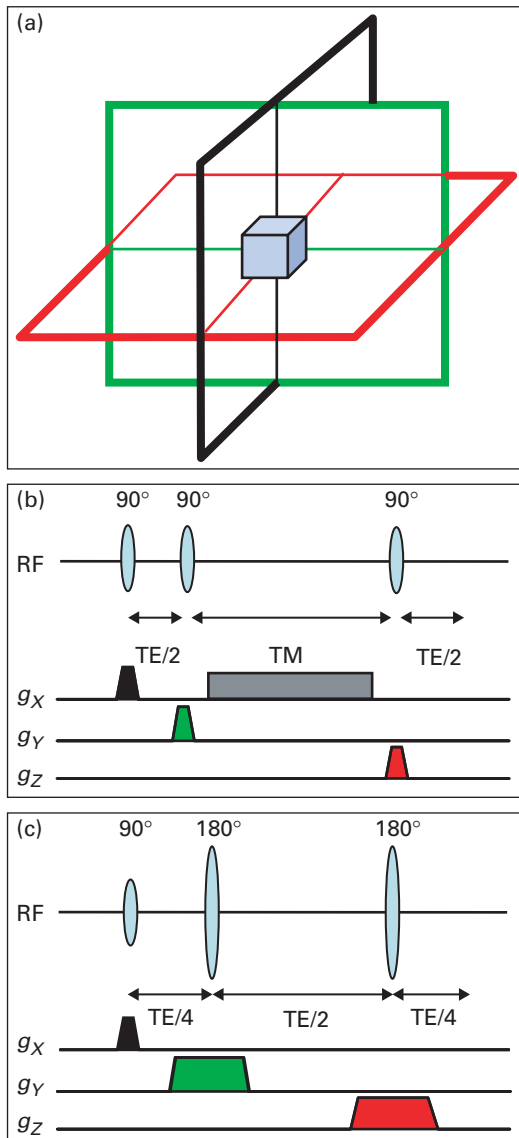 (a)
(b)
90° 90° 90°
RF
TE/2 TM TE/2
gX
gY
gZ
(c)
90° 180° 180°
RF
TE/4 TE/2 TE/4
gX
gY
gZ